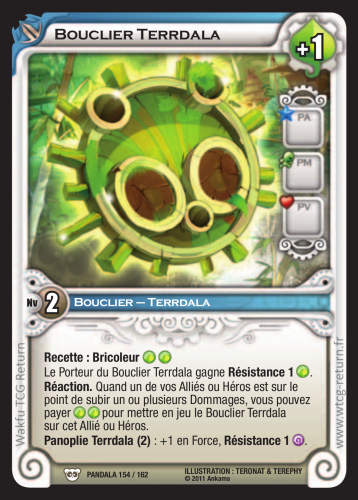 Bouclier Terrdala
+1
PA
PM
PV
Nv 2
Bouclier – Terrdala
Recette : Bricoleur
Le Porteur du Bouclier Terrdala gagne Résistance 1 .
Réaction. Quand un de vos Alliés ou Héros est sur le
point de subir un ou plusieurs Dommages, vous pouvez
payer pour mettre en jeu le Bouclier Terrdala
sur cet Allié ou Héros.
Panoplie Terrdala (2) : +1 en Force, Résistance 1 .
Wakfu TCG Return
www.wtcg-return.fr
PANDALA 154 / 162
ILLUSTRATION : TERONAT & TEREPHY
© 2011 Ankama